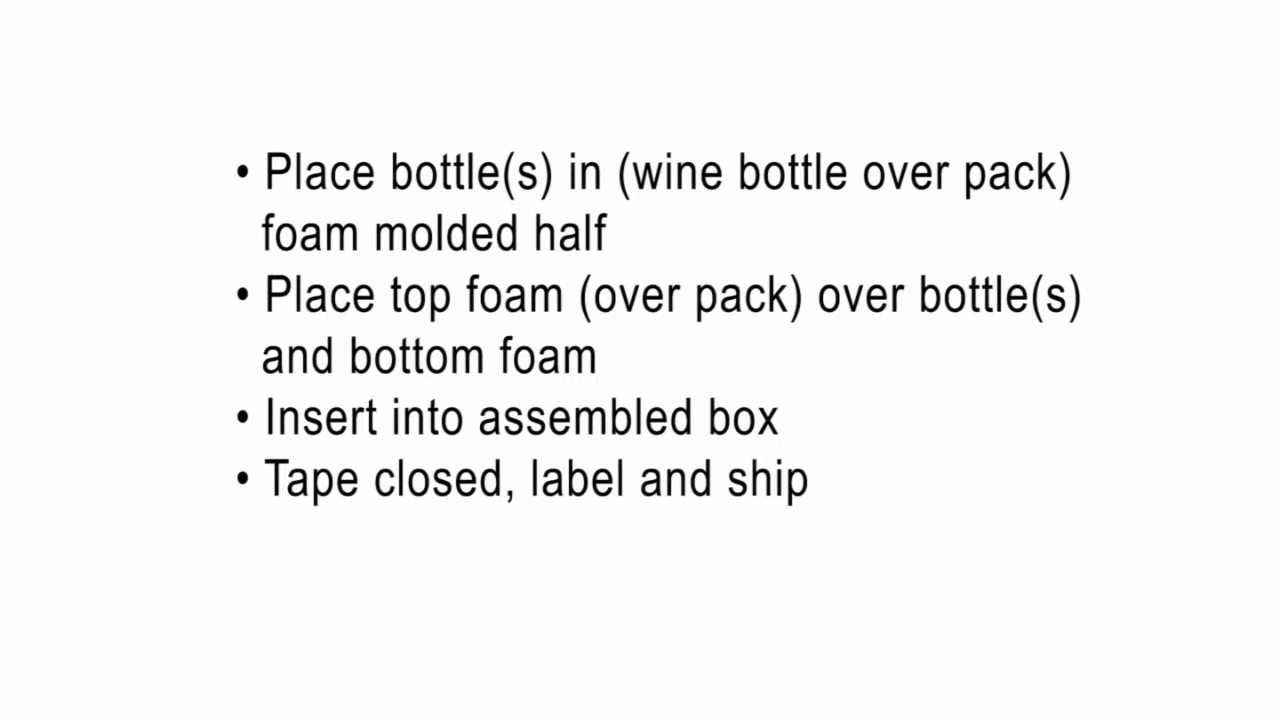 • Place bottle(s) in (wine bottle over pack)
foam molded half
• Place top foam (over pack) over bottle(s)
and bottom foam
• Insert into assembled box
• Tape closed, label and ship